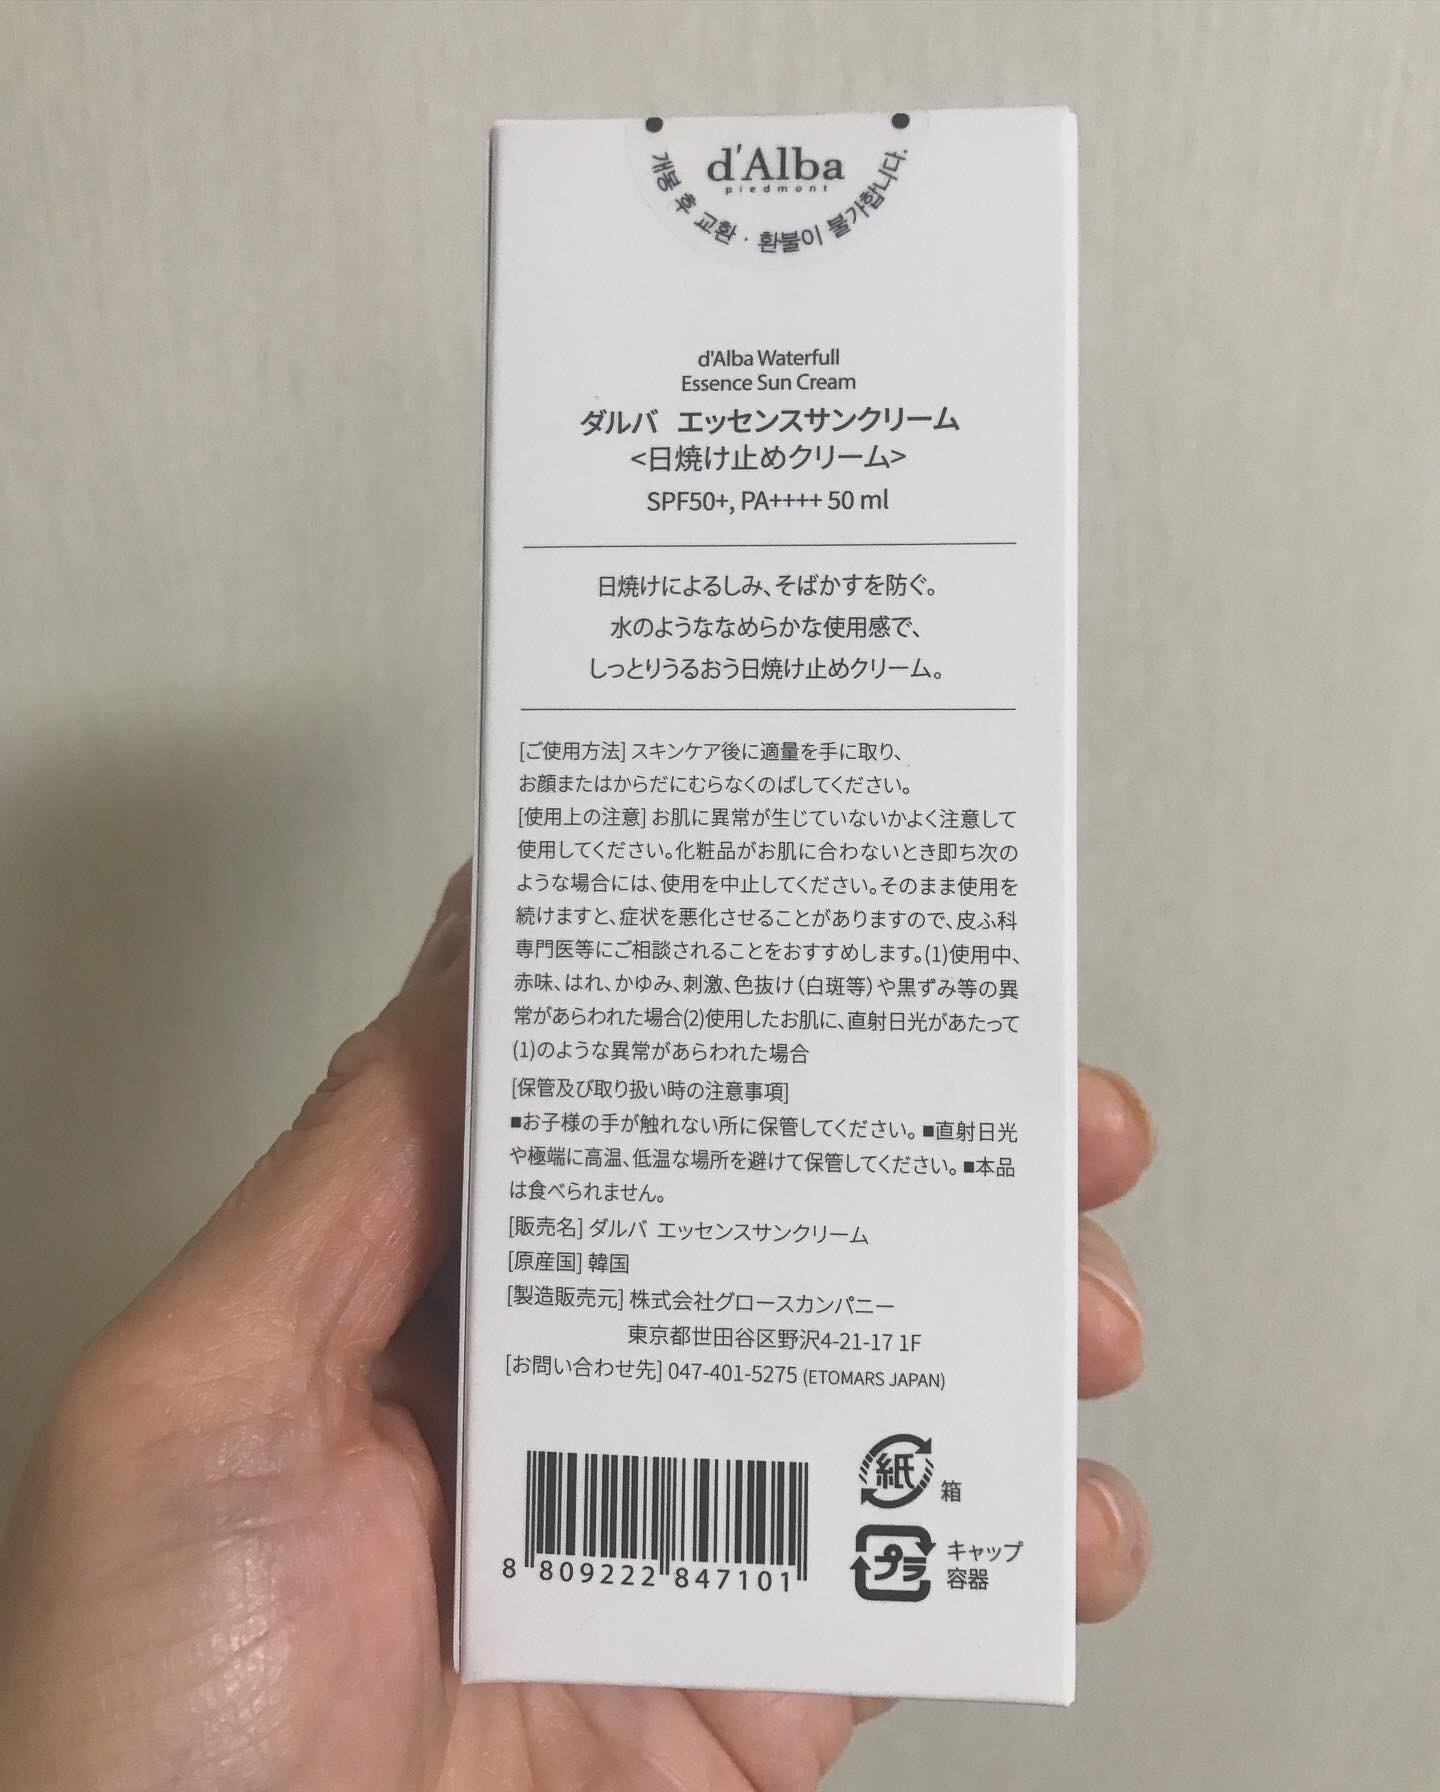 d'Alba
piedmont
개봉 후 교환·환불이 불가합니다.
d'Alba Waterfull
Essence Sun Cream
ダルバ エッセンスサンクリーム
<日焼け止めクリーム>
SPF50+, PA++++ 50 ml
日焼けによるしみ、そばかすを防ぐ。
水のようななめらかな使用感で、
しっとりうるおう日焼け止めクリーム。
[ご使用方法] スキンケア後に適量を手に取り、
お顔またはからだにむらなくのばしてください。
[使用上の注意] お肌に異常が生じていないかよく注意して
使用してください。化粧品がお肌に合わないとき即ち次の
ような場合には、使用を中止してください。そのまま使用を
続けますと、症状を悪化させることがありますので、皮ふ科
専門医等にご相談されることをおすすめします。(1)使用中、
赤味、はれ、かゆみ、刺激、色抜け（白斑等）や黒ずみ等の異
常があらわれた場合(2)使用したお肌に、直射日光があたって
(1)のような異常があらわれた場合
[保管及び取り扱い時の注意事項]
■お子様の手が触れない所に保管してください。■直射日光
や極端に高温、低温な場所を避けて保管してください。■本品
は食べられません。
[販売名] ダルバ エッセンスサンクリーム
[原産国] 韓国
[製造販売元] 株式会社グロースカンパニー
東京都世田谷区野沢4-21-17 1F
[お問い合わせ先] 047-401-5275 (ETOMARS JAPAN)
紙 箱
プラ キャップ
容器
8 809222 847101